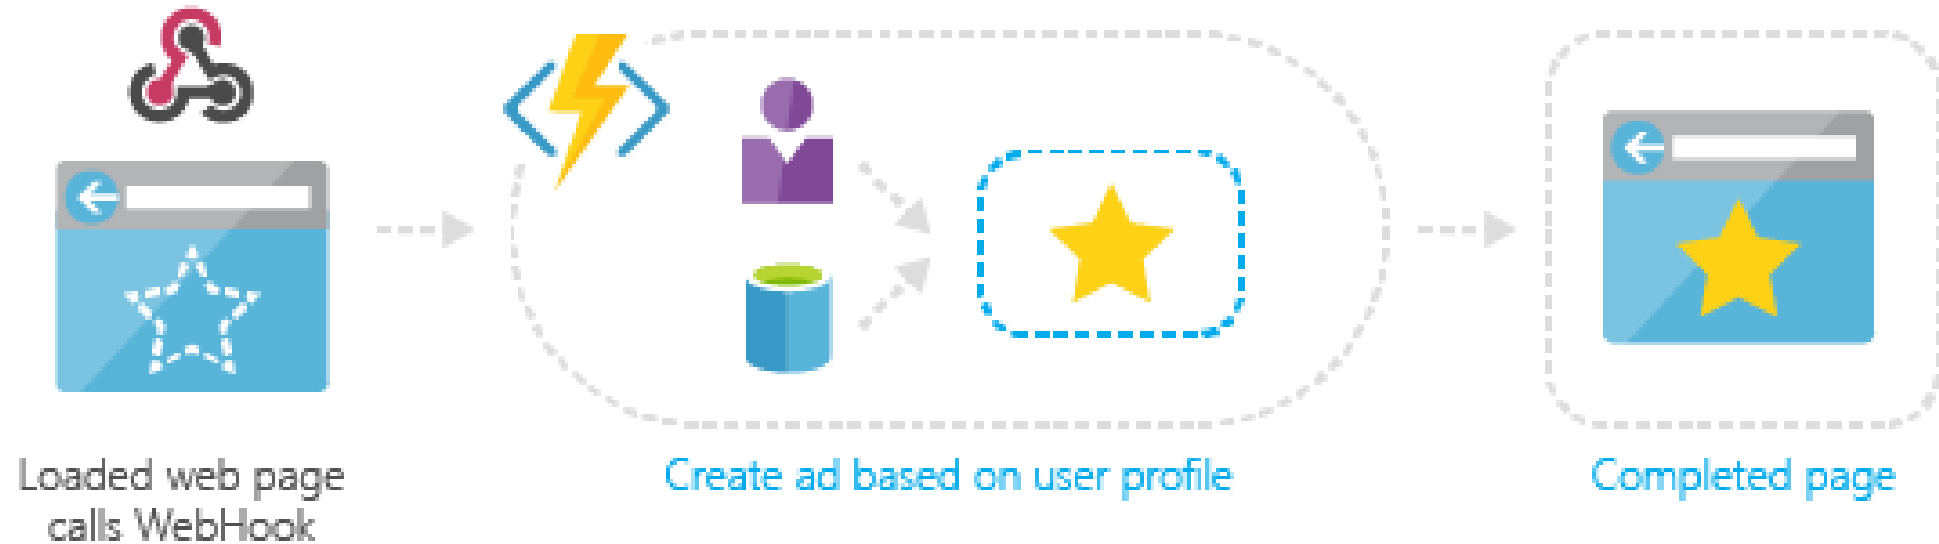 Loaded web page
calls WebHook
Create ad based on user profile
Completed page